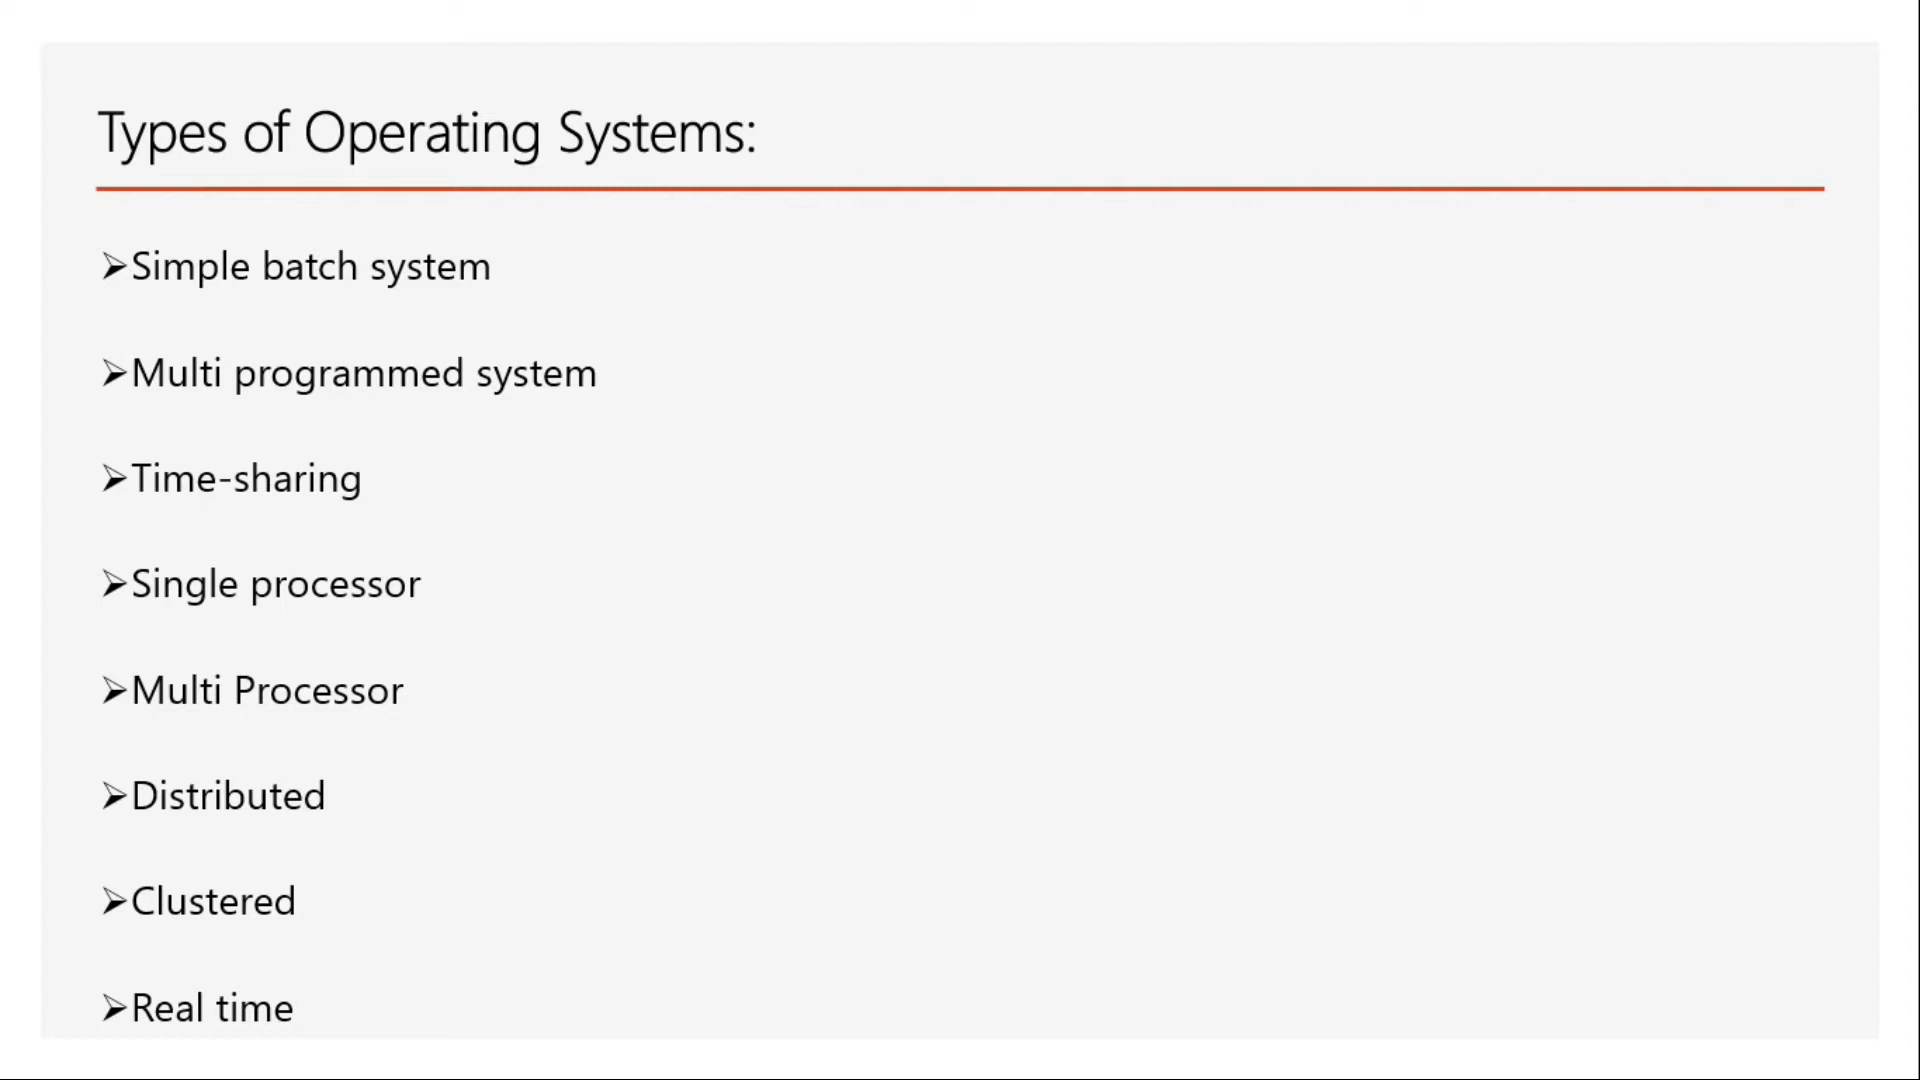 Types of Operating Systems:
➢Simple batch system
➢Multi programmed system
➢Time-sharing
➢Single processor
➢Multi Processor
➢Distributed
➢Clustered
➢Real time